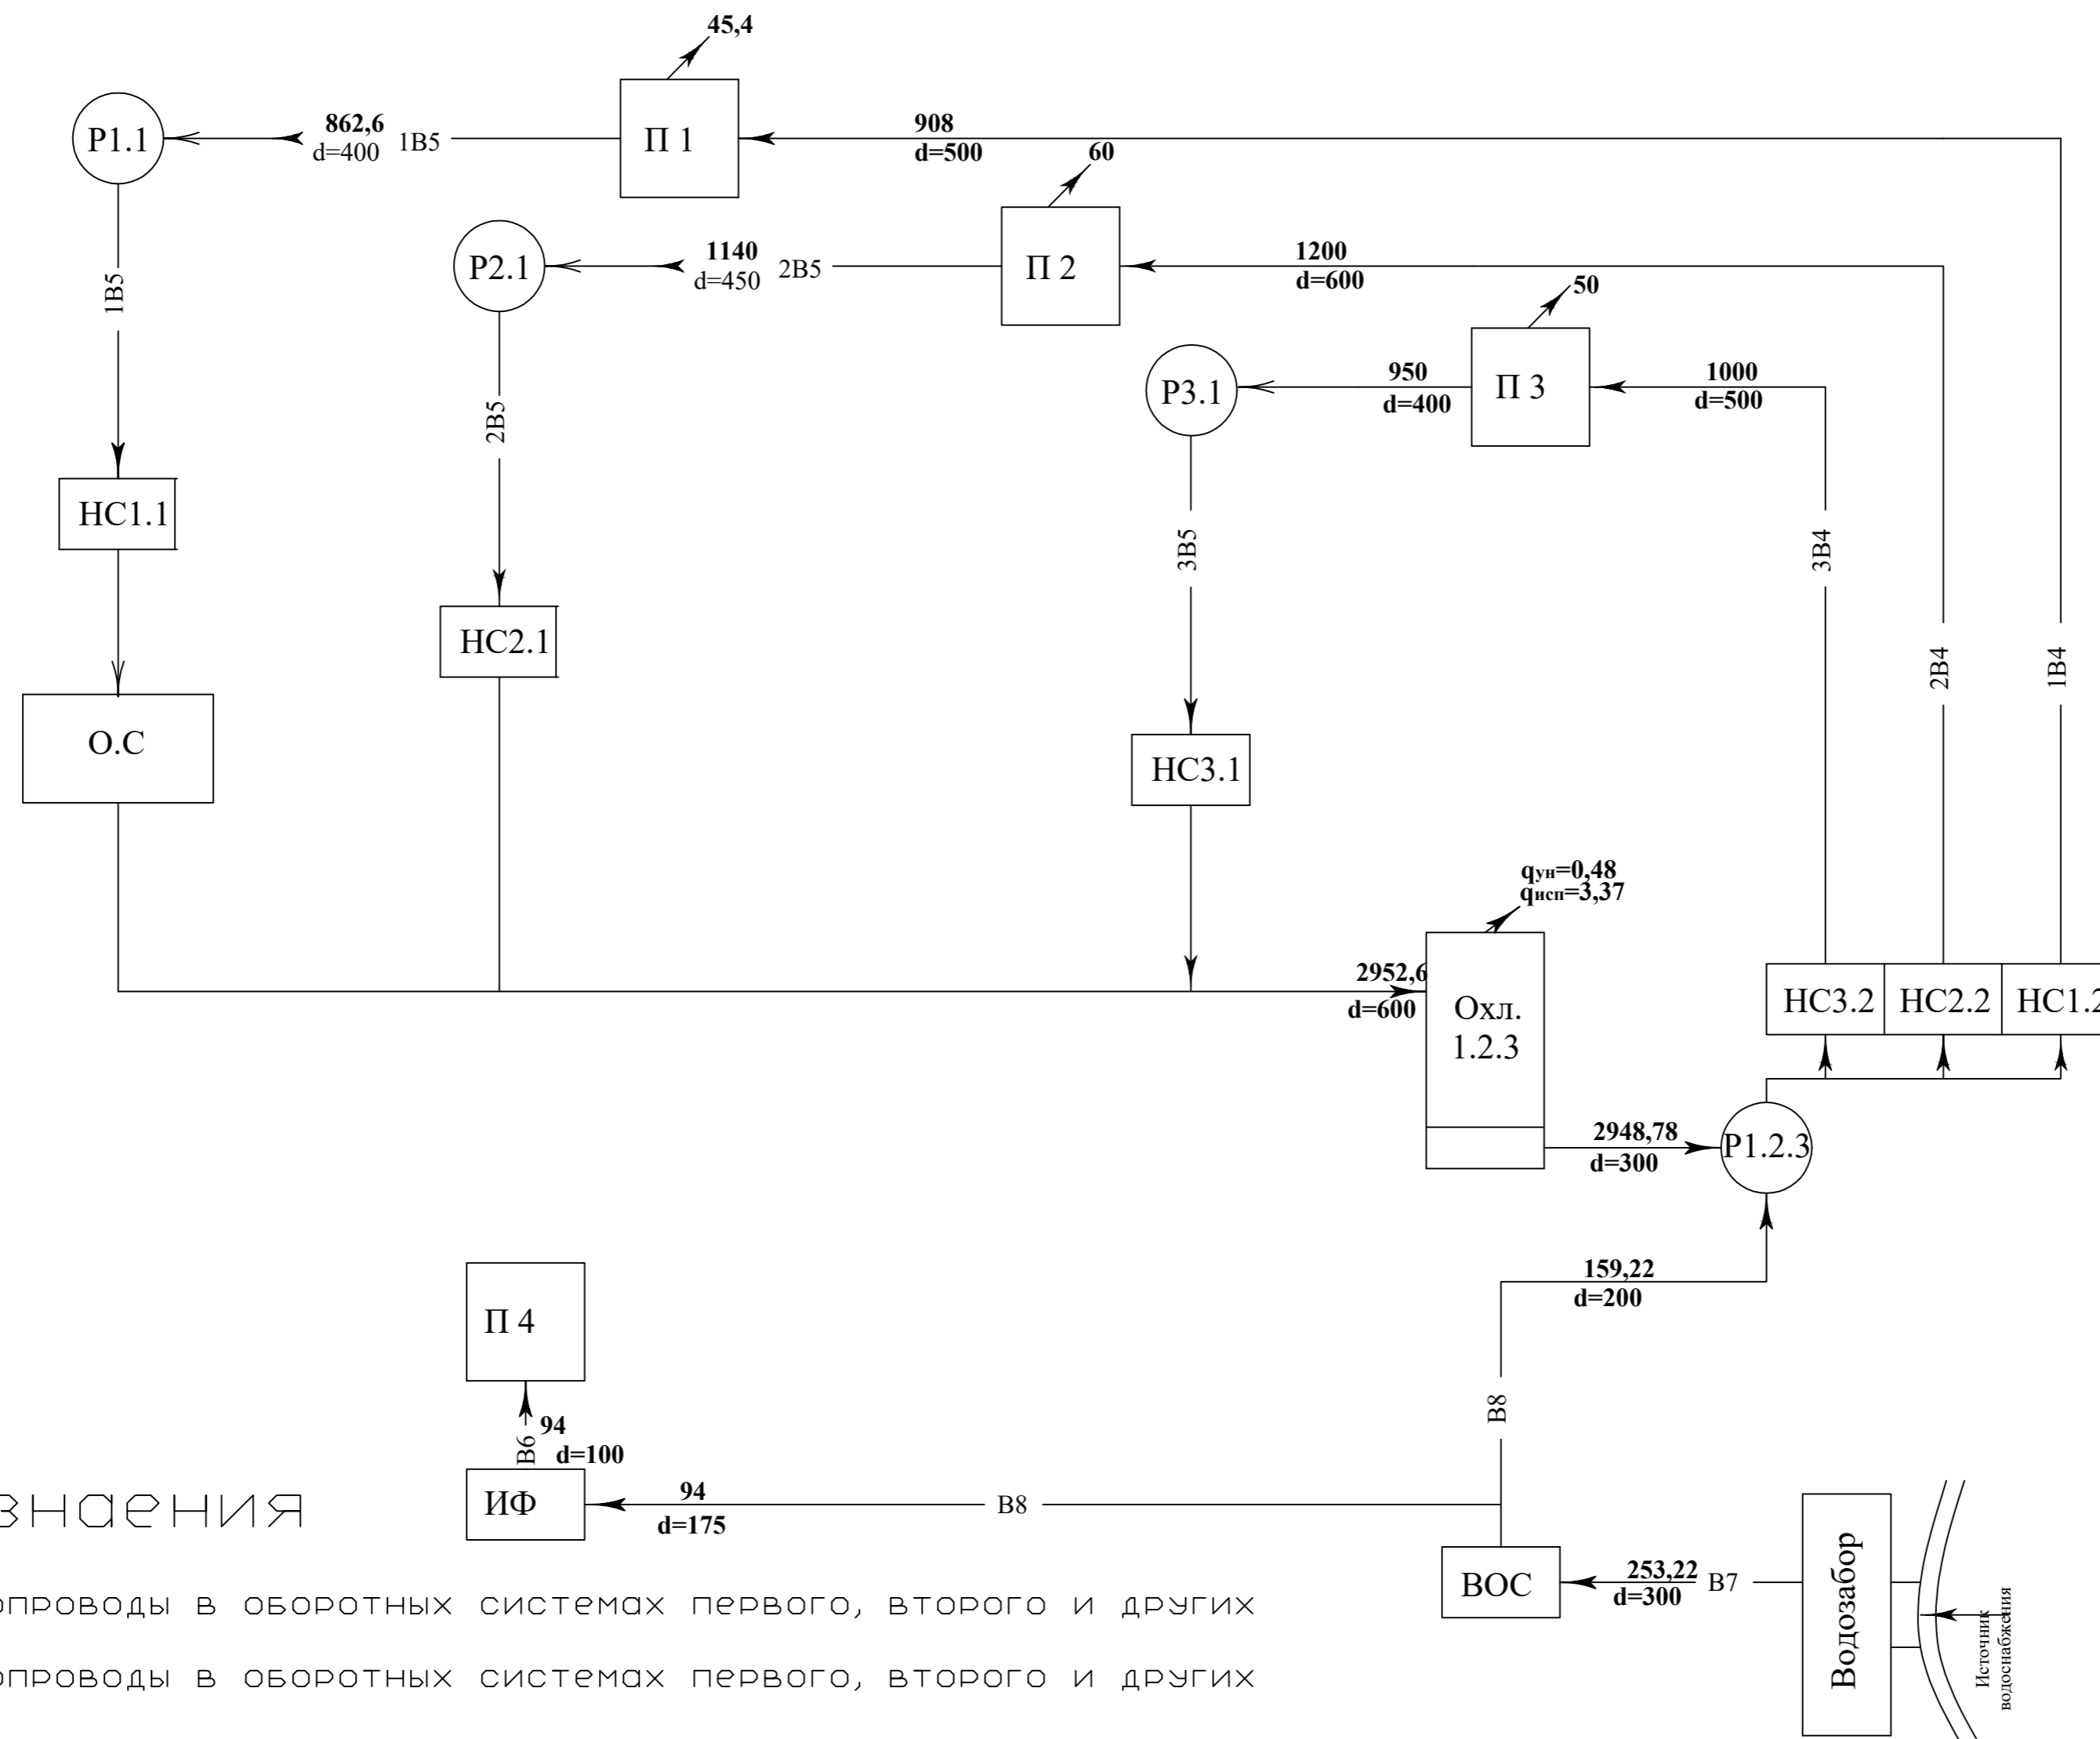 45,4
Р1.1
862,6
d=400
1В5
П 1
908
d=500
60
1В5
Р2.1
1140
d=450
2В5
П 2
1200
d=600
50
2В5
Р3.1
950
d=400
П 3
1000
d=500
НС1.1
3В5
3В4
НС2.1
2В4
1В4
О.С
НС3.1
qун=0,48
qисп=3,37
2952,6
d=600
Охл.
1.2.3
НС3.2
НС2.2
НС1.2
2948,78
d=300
Р1.2.3
159,22
d=200
П 4
В8
В6
94
d=100
знаения
ИФ
94
d=175
В8
ВОС
253,22
d=300
В7
Водозабор
Источник
водоснабжения
опроводы в оборотных системах первого, второго и других
опроводы в оборотных системах первого, второго и других